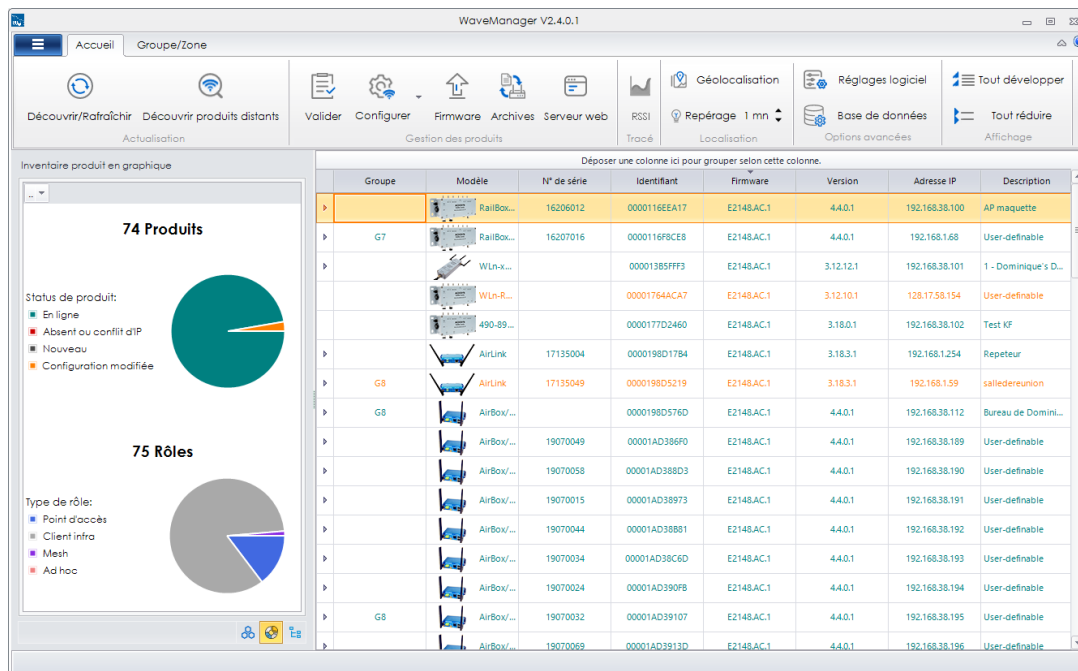 WaveManager V2.4.0.1
Accueil Groupe/Zone
Découvrir/Rafraîchir Découvrir produits distants
Actualisation
Valider Configurer Firmware Archives Serveur web
Gestion des produits
RSSI
Tracé
Géolocalisation
Repérage 1 mn
Localisation
Réglages logiciel
Base de données
Options avancées
Tout développer
Tout réduire
Affichage
Inventaire produit en graphique
..
74 Produits
Status de produit:
En ligne
Absent ou conflit d'IP
Nouveau
Configuration modifiée
75 Rôles
Type de rôle:
Point d'accès
Client infra
Mesh
Ad hoc
Déposer une colonne ici pour grouper selon cette colonne.
Groupe Modèle N° de série Identifiant Firmware Version Adresse IP Description
RailBox... 16206012 0000116EEA17 E2148.AC.1 4.4.0.1 192.168.38.100 AP maquette
G7 RailBox... 16207016 0000116F8CE8 E2148.AC.1 4.4.0.1 192.168.1.68 User-definable
WLn-x... 000013B5FFF3 E2148.AC.1 3.12.12.1 192.168.38.101 1 - Dominique's D...
WLn-R... 00001764ACA7 E2148.AC.1 3.12.10.1 128.17.58.154 User-definable
490-89... 0000177D2460 E2148.AC.1 3.18.0.1 192.168.38.102 Test KF
AirLink 17135004 0000198D17B4 E2148.AC.1 3.18.3.1 192.168.1.254 Repeteur
G8 AirLink 17135049 0000198D5219 E2148.AC.1 3.18.3.1 192.168.1.59 salledereunion
G8 AirBox/... 0000198D576D E2148.AC.1 4.4.0.1 192.168.38.112 Bureau de Domini...
AirBox/... 19070049 00001AD386F0 E2148.AC.1 4.4.0.1 192.168.38.189 User-definable
AirBox/... 19070058 00001AD388D3 E2148.AC.1 4.4.0.1 192.168.38.190 User-definable
AirBox/... 19070015 00001AD38973 E2148.AC.1 4.4.0.1 192.168.38.191 User-definable
AirBox/... 19070044 00001AD38B81 E2148.AC.1 4.4.0.1 192.168.38.192 User-definable
AirBox/... 19070034 00001AD38C6D E2148.AC.1 4.4.0.1 192.168.38.193 User-definable
AirBox/... 19070024 00001AD390FB E2148.AC.1 4.4.0.1 192.168.38.194 User-definable
G8 AirBox/... 19070032 00001AD39107 E2148.AC.1 4.4.0.1 192.168.38.195 User-definable
AirBox/... 19070069 00001AD3913D E2148.AC.1 4.4.0.1 192.168.38.196 User-definable